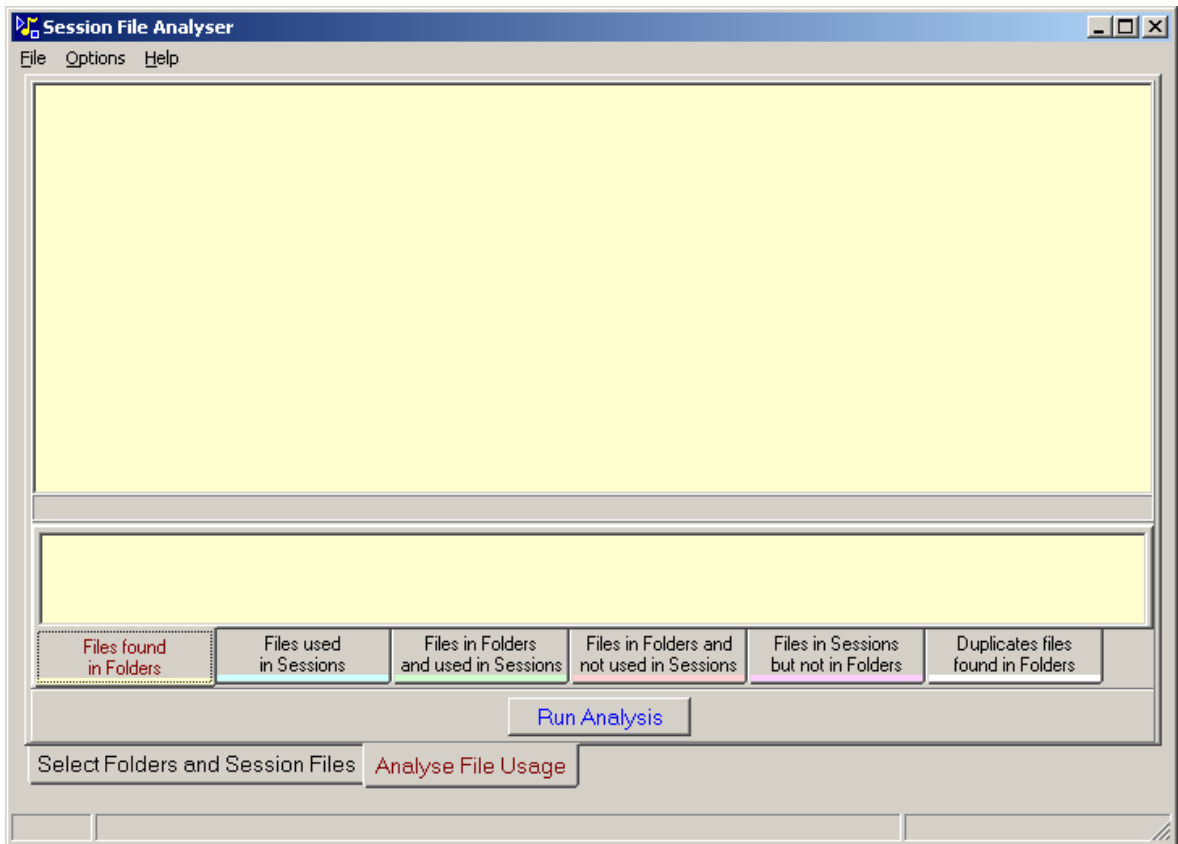 Session File Analyser
File Options Help
Files found
in Folders
Files used
in Sessions
Files in Folders
and used in Sessions
Files in Folders and
not used in Sessions
Files in Sessions
but not in Folders
Duplicates files
found in Folders
Run Analysis
Select Folders and Session Files
Analyse File Usage